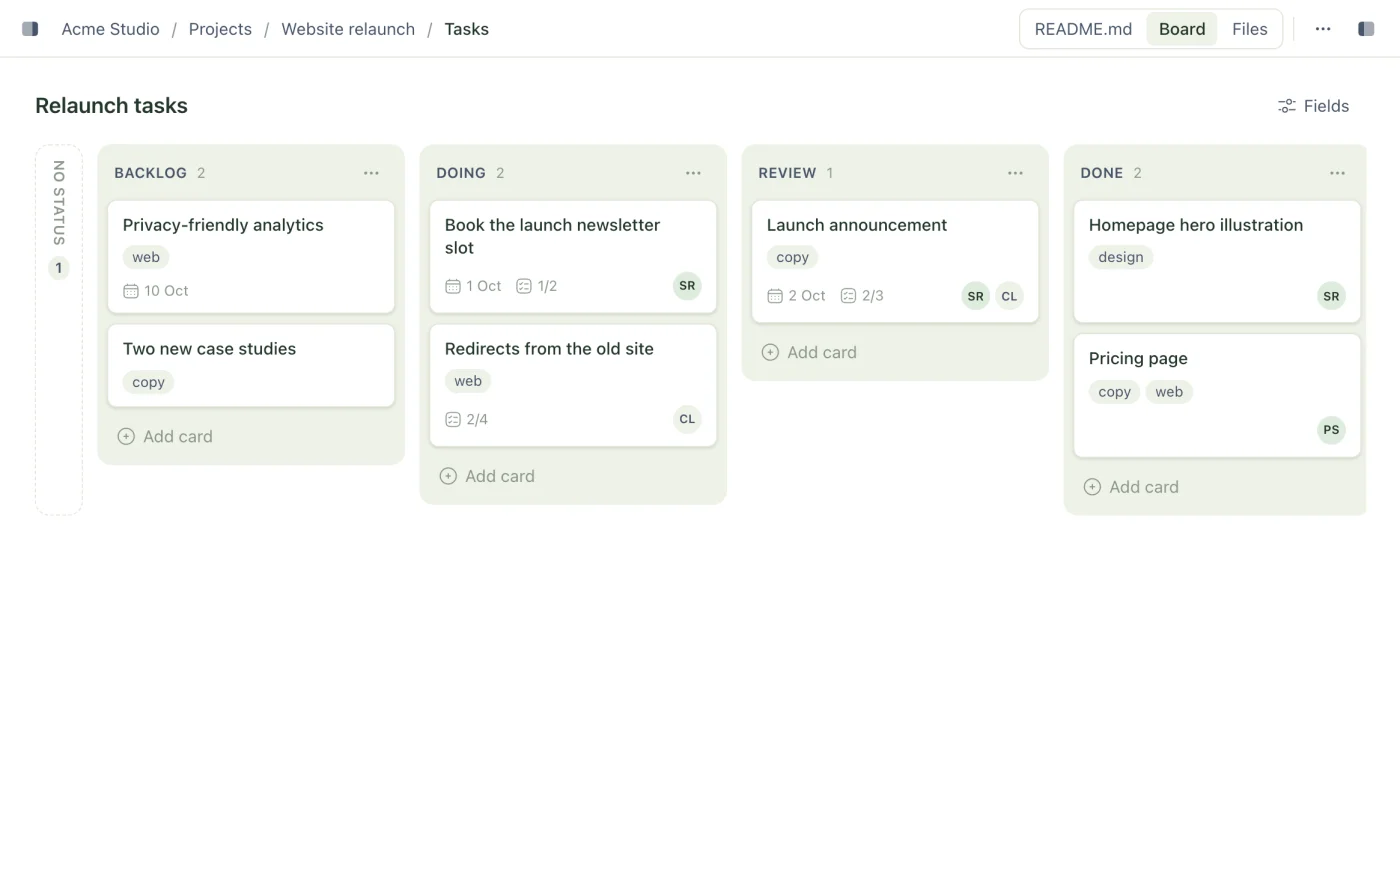 Acme Studio / Projects / Website relaunch / Tasks
README.md Board Files
Relaunch tasks
Fields
NO STATUS
1
BACKLOG 2
Privacy-friendly analytics
web
10 Oct
Two new case studies
copy
Add card
DOING 2
Book the launch newsletter
slot
1 Oct 1/2 SR
Redirects from the old site
web
2/4 CL
Add card
REVIEW 1
Launch announcement
copy
2 Oct 2/3 SR CL
Add card
DONE 2
Homepage hero illustration
design
SR
Pricing page
copy web
PS
Add card